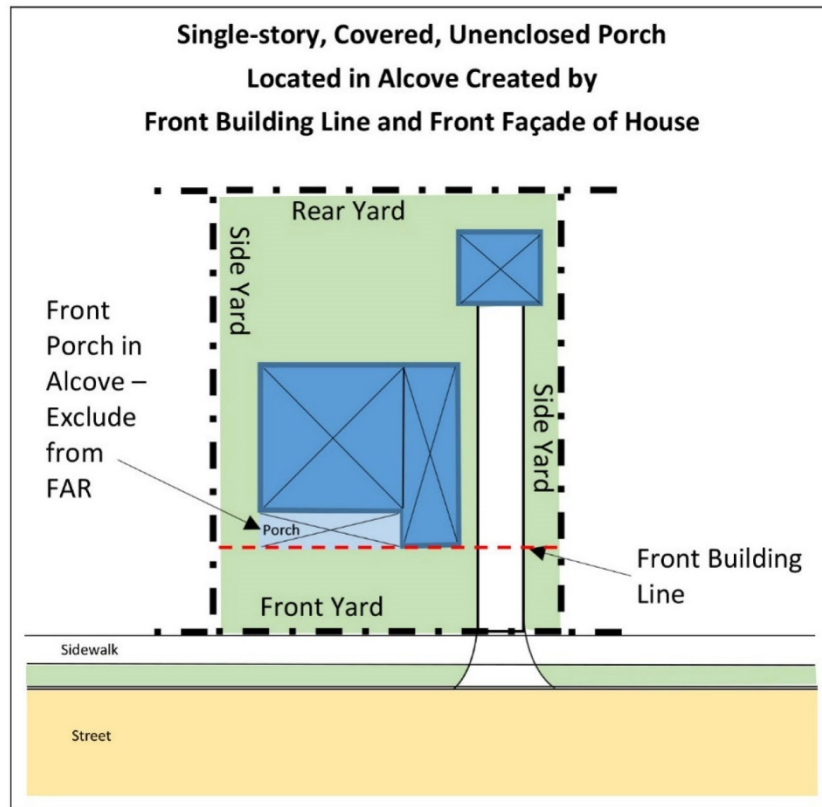 Single-story, Covered, Unenclosed Porch
Located in Alcove Created by
Front Building Line and Front Façade of House
Rear Yard
Side Yard
Front
Porch in
Alcove –
Exclude
from
FAR
Side Yard
Porch
Front Building
Line
Front Yard
Sidewalk
Street